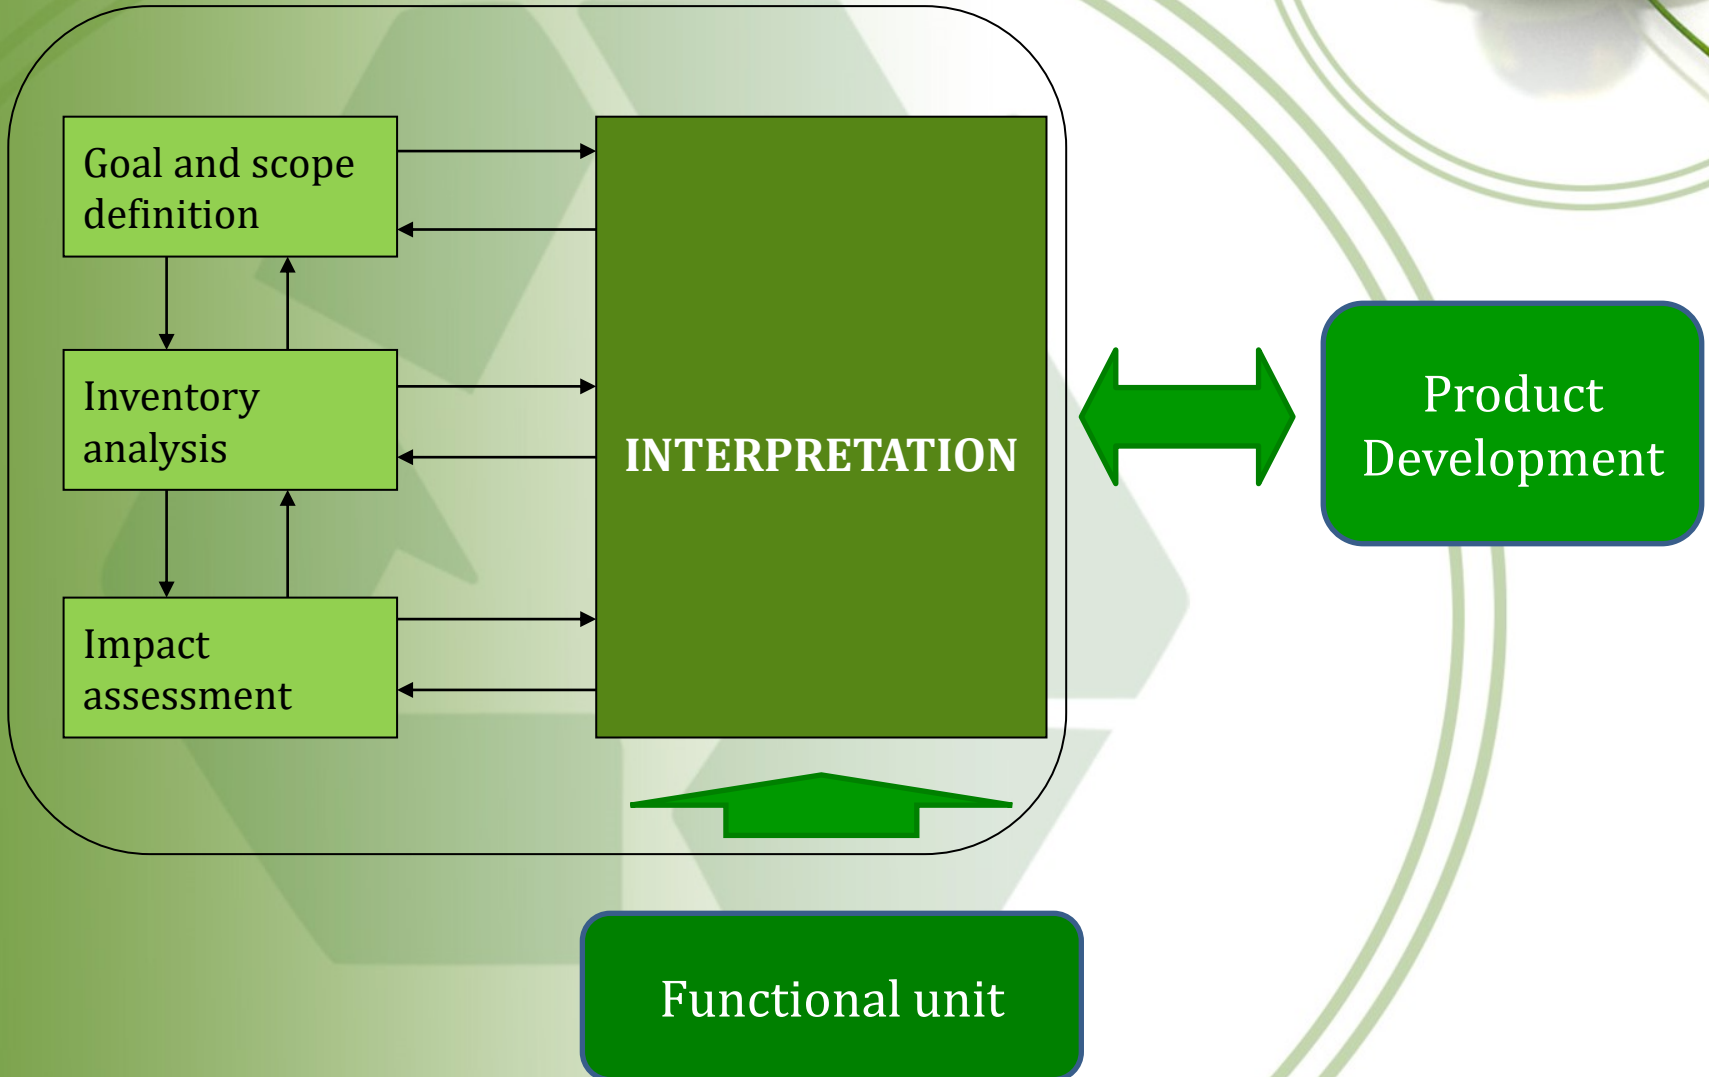 Goal and scope
definition
Inventory
analysis
Impact
assessment
INTERPRETATION
Product
Development
Functional unit